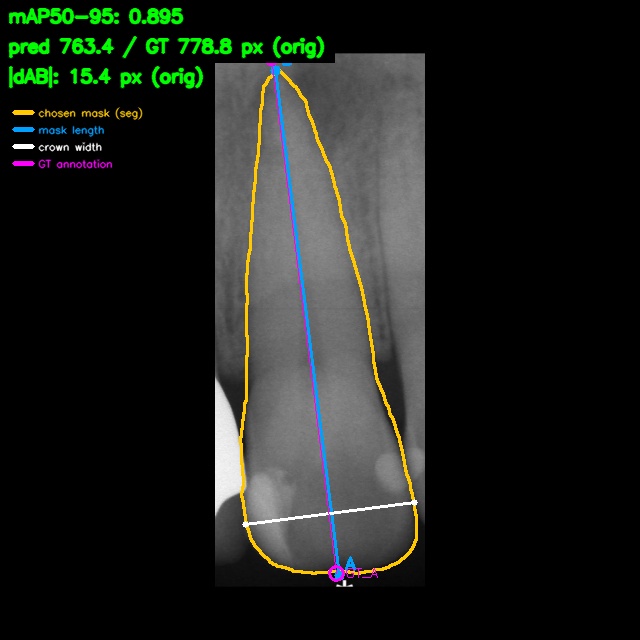 mAP50-95: 0.895
pred 763.4 / GT 778.8 px (orig)
|dAB|: 15.4 px (orig)
chosen mask (seg)
mask length
crown width
GT annotation
A
GT_A